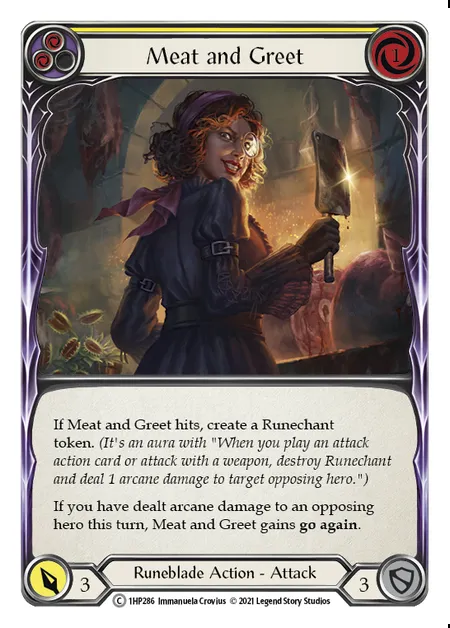 Meat and Greet
1
If Meat and Greet hits, create a Runechant
token. (It's an aura with "When you play an attack
action card or attack with a weapon, destroy Runechant
and deal 1 arcane damage to target opposing hero.")
If you have dealt arcane damage to an opposing
hero this turn, Meat and Greet gains go again.
3
Runeblade Action - Attack
3
C 1HP286 Immanuela Crovius © 2021 Legend Story Studios